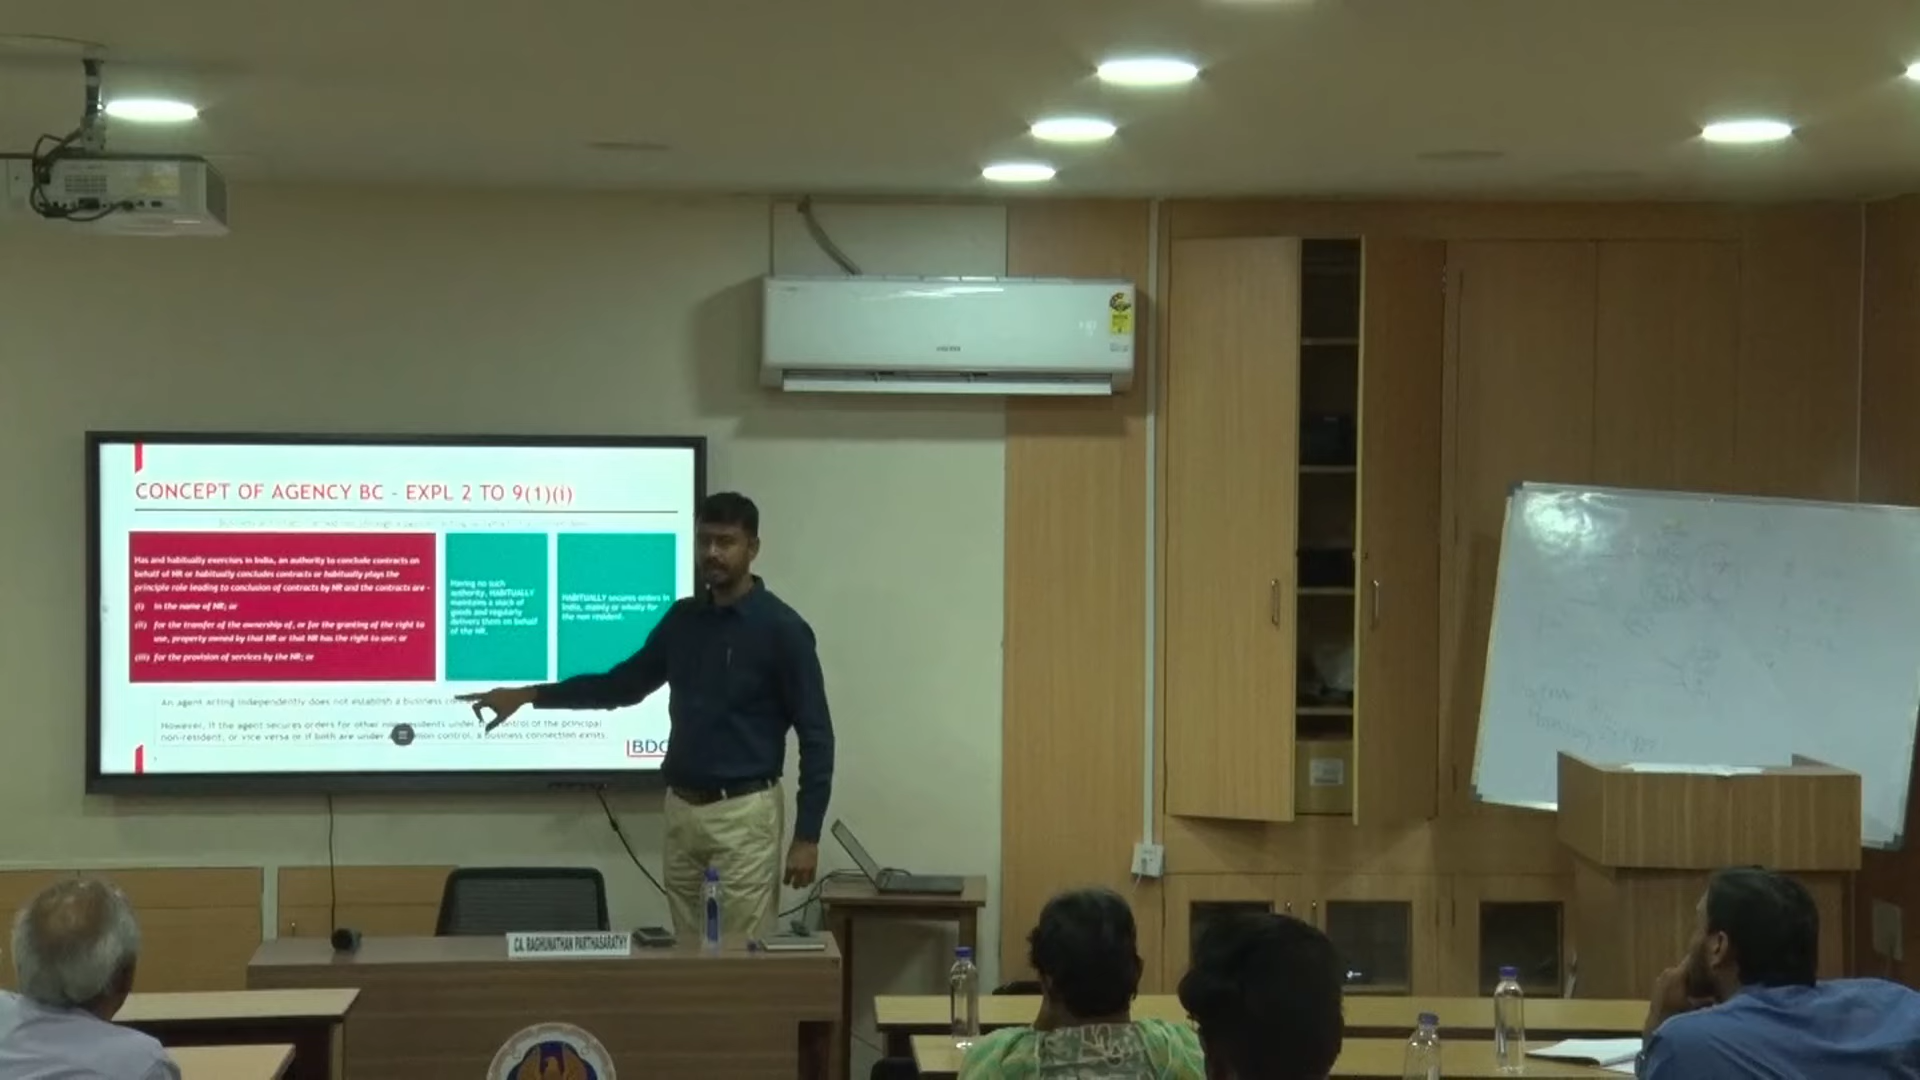 CONCEPT OF AGENCY BC - EXPL 2 TO 9(1)(i)
Has and habitually exercises in India, an authority to conclude contracts on
behalf of NR or habitually concludes contracts or habitually plays the
principle role leading to conclusion of contracts by NR and the contracts are -
(i) in the name of NR; or
(ii) for the transfer of the ownership of, or for the granting of the right to
use, property owned by that NR or that NR has the right to use; or
(iii) for the provision of services by the NR; or
Having no such
authority, HABITUALLY
maintains a stock of
goods and regularly
delivers them on behalf
of the NR.
HABITUALLY secures orders in
India, mainly or wholly for
the non resident.
An agent acting independently does not establish a business
However, if the agent secures orders for other non-residents under control of the principal
non-resident, or vice versa or if both are under common control, a business connection exists.
BDO
CA. RAGHUNATHAN PARTHASARATHY